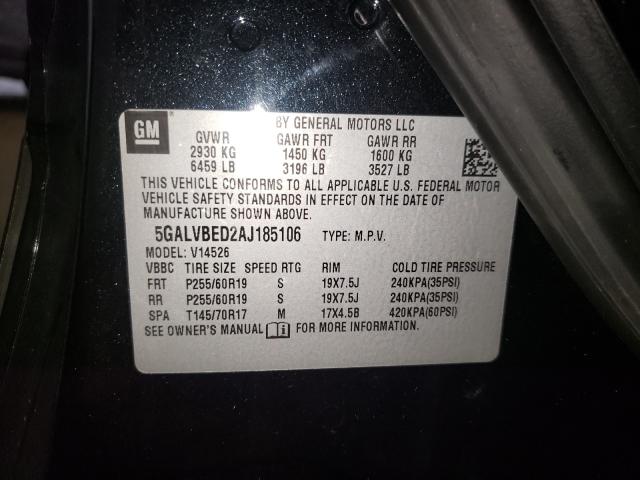 GM
BY GENERAL MOTORS LLC
GVWR GAWR FRT GAWR RR
2930 KG 1450 KG 1600 KG
6459 LB 3196 LB 3527 LB
THIS VEHICLE CONFORMS TO ALL APPLICABLE U.S. FEDERAL MOTOR
VEHICLE SAFETY STANDARDS IN EFFECT ON THE DATE OF
MANUFACTURE SHOWN ABOVE.
5GALVBED2AJ185106 TYPE: M.P.V.
MODEL: V14526
VBBC TIRE SIZE SPEED RTG RIM COLD TIRE PRESSURE
FRT P255/60R19 S 19X7.5J 240KPA(35PSI)
RR P255/60R19 S 19X7.5J 240KPA(35PSI)
SPA T145/70R17 M 17X4.5B 420KPA(60PSI)
SEE OWNER'S MANUAL FOR MORE INFORMATION.